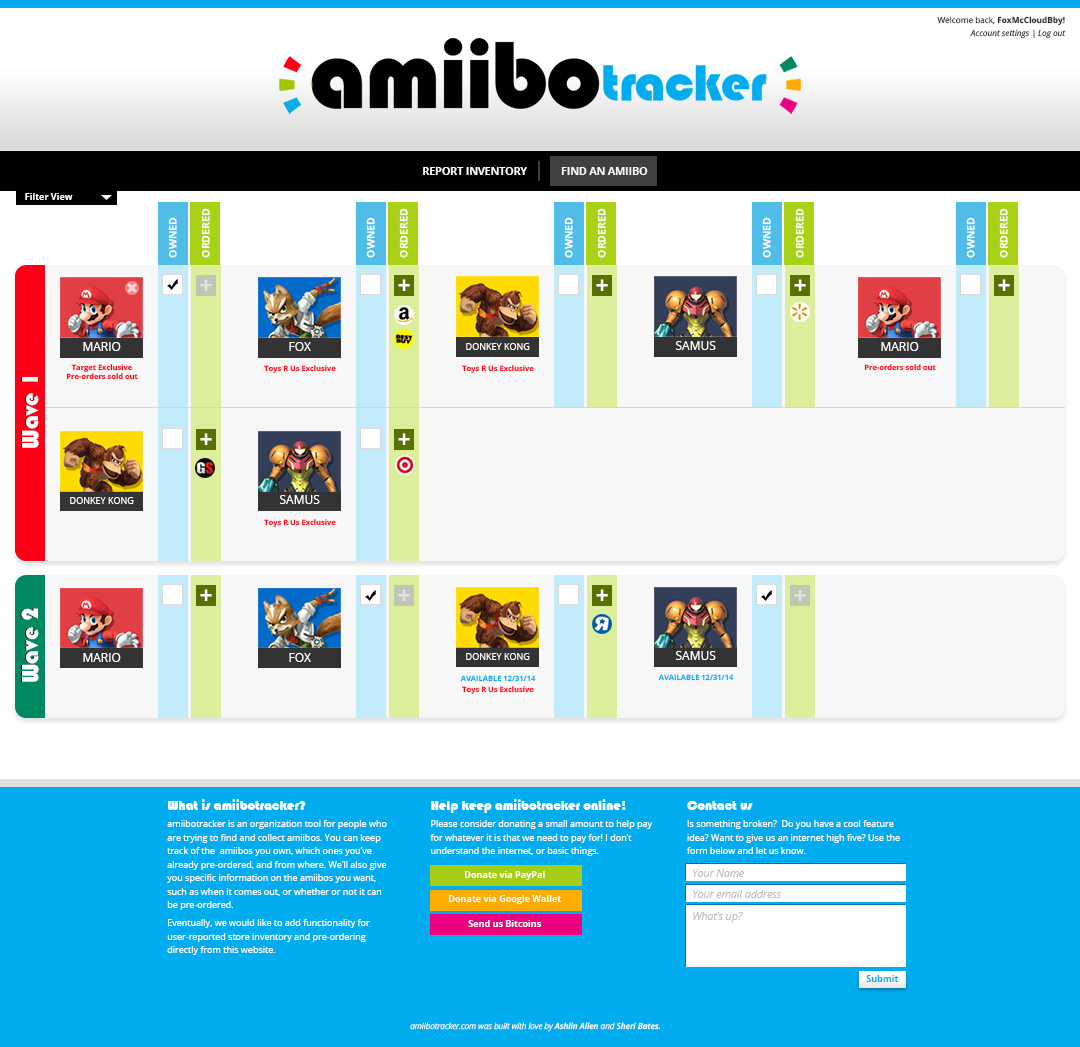 Welcome back, FoxMcCloudBby!
Account settings | Log out
amiibotracker
REPORT INVENTORY | FIND AN AMIIBO
Filter View
OWNED ORDERED OWNED ORDERED OWNED ORDERED OWNED ORDERED OWNED ORDERED
Wave 1
MARIO FOX DONKEY KONG SAMUS MARIO
Target Exclusive
Pre-orders sold out
Toys R Us Exclusive
Toys R Us Exclusive
Pre-orders sold out
a
BEST BUY
DONKEY KONG SAMUS
GS
Toys R Us Exclusive
Wave 2
MARIO FOX DONKEY KONG SAMUS
R
AVAILABLE 12/31/14
Toys R Us Exclusive
AVAILABLE 12/31/14
What is amiibotracker?
amiibotracker is an organization tool for people who
are trying to find and collect amiibos. You can keep
track of the amiibos you own, which ones you've
already pre-ordered, and from where. We'll also give
you specific information on the amiibos you want,
such as when it comes out, or whether or not it can
be pre-ordered.
Eventually, we would like to add functionality for
user-reported store inventory and pre-ordering
directly from this website.
Help keep amiibotracker online!
Please consider donating a small amount to help pay
for whatever it is that we need to pay for! I don't
understand the internet, or basic things.
Donate via PayPal
Donate via Google Wallet
Send us Bitcoins
Contact us
Is something broken? Do you have a cool feature
idea? Want to give us an internet high five? Use the
form below and let us know.
Your Name
Your email address
What's up?
Submit
amiibotracker.com was built with love by Ashlin Allen and Sheri Bates.